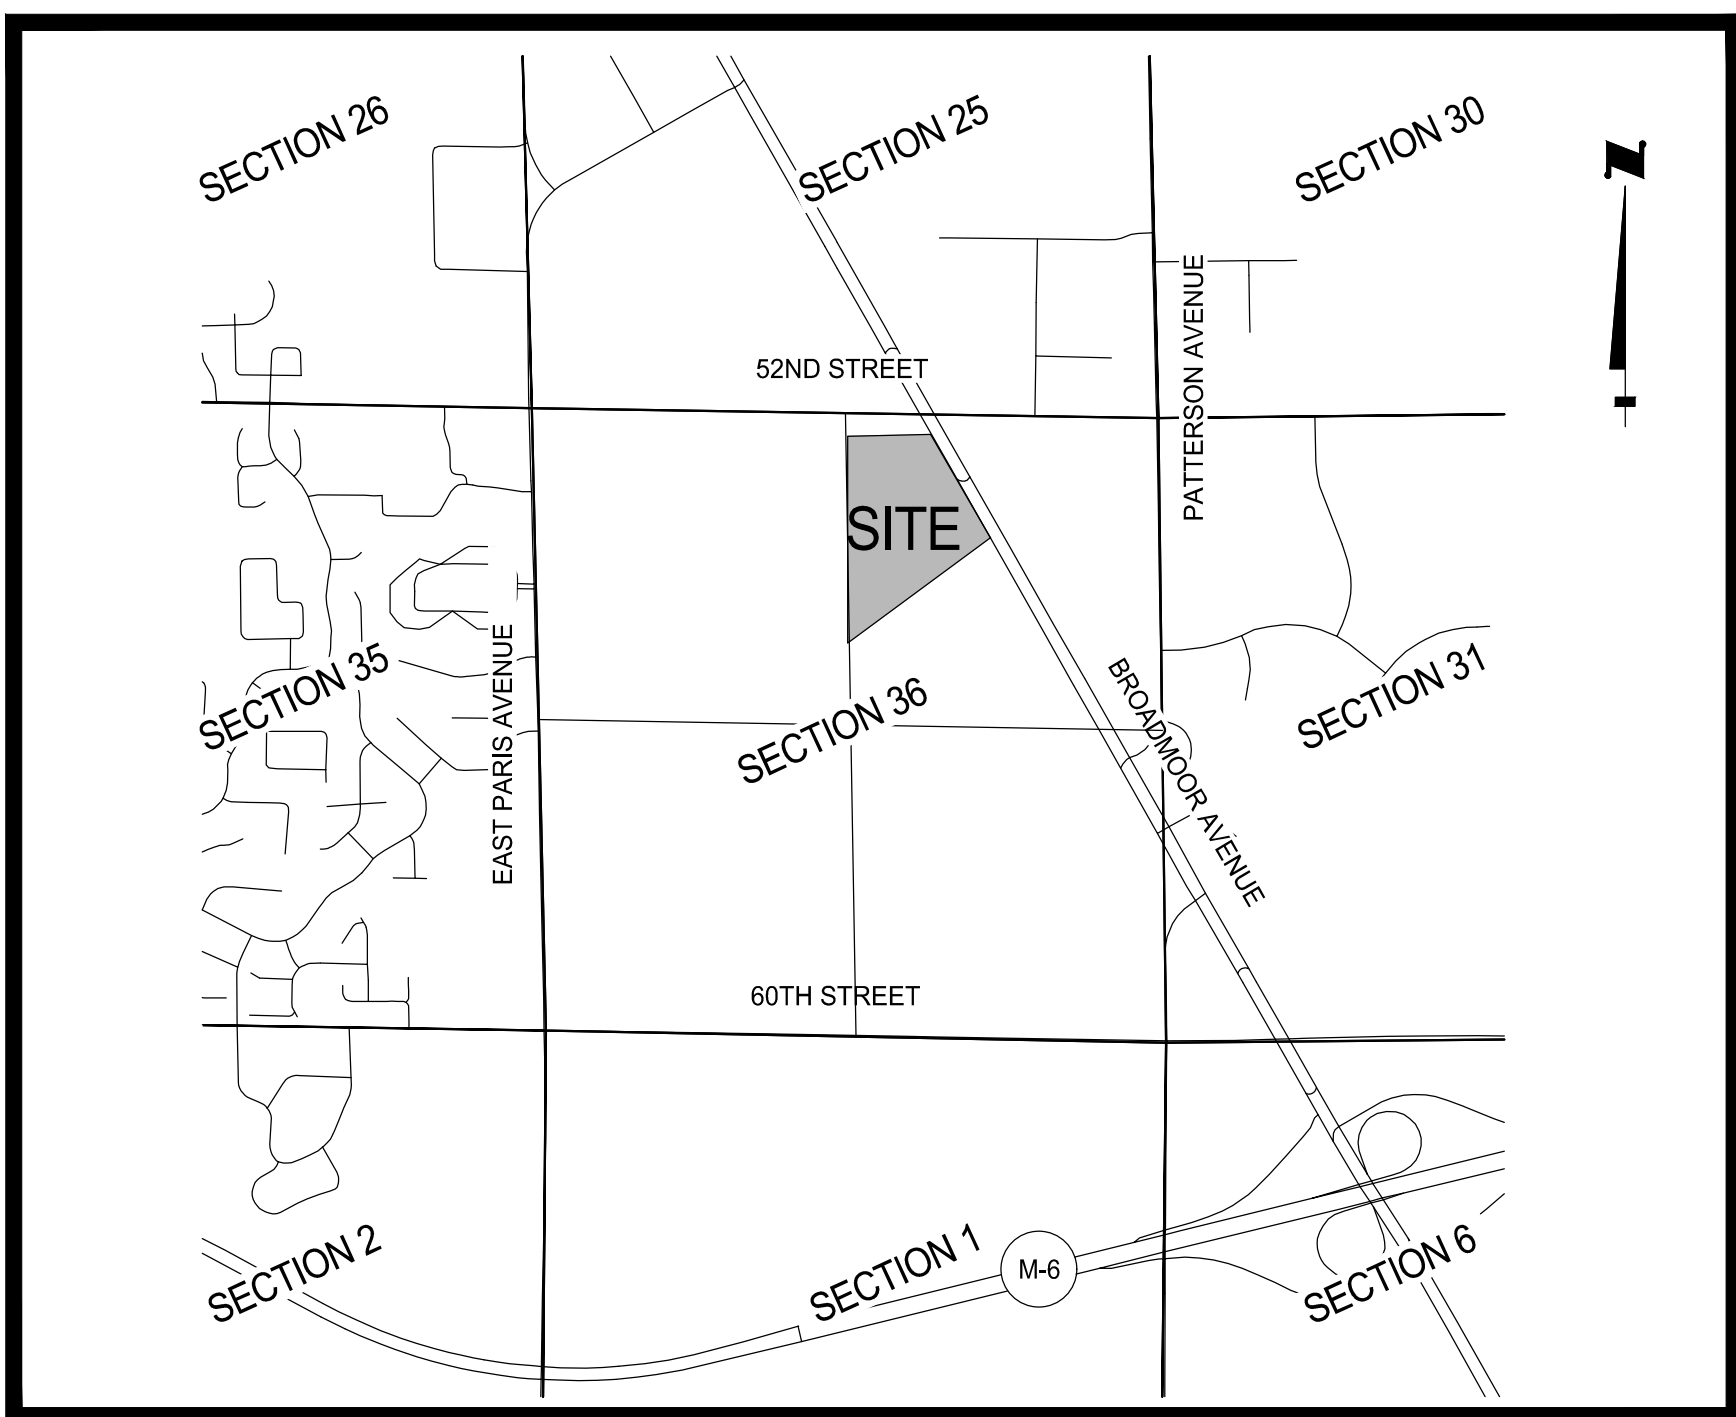 SECTION 26
SECTION 25
SECTION 30
N
PATTERSON AVENUE
52ND STREET
SITE
SECTION 35
EAST PARIS AVENUE
SECTION 36
BROADMOOR AVENUE
SECTION 31
60TH STREET
SECTION 2
SECTION 1
M-6
SECTION 6